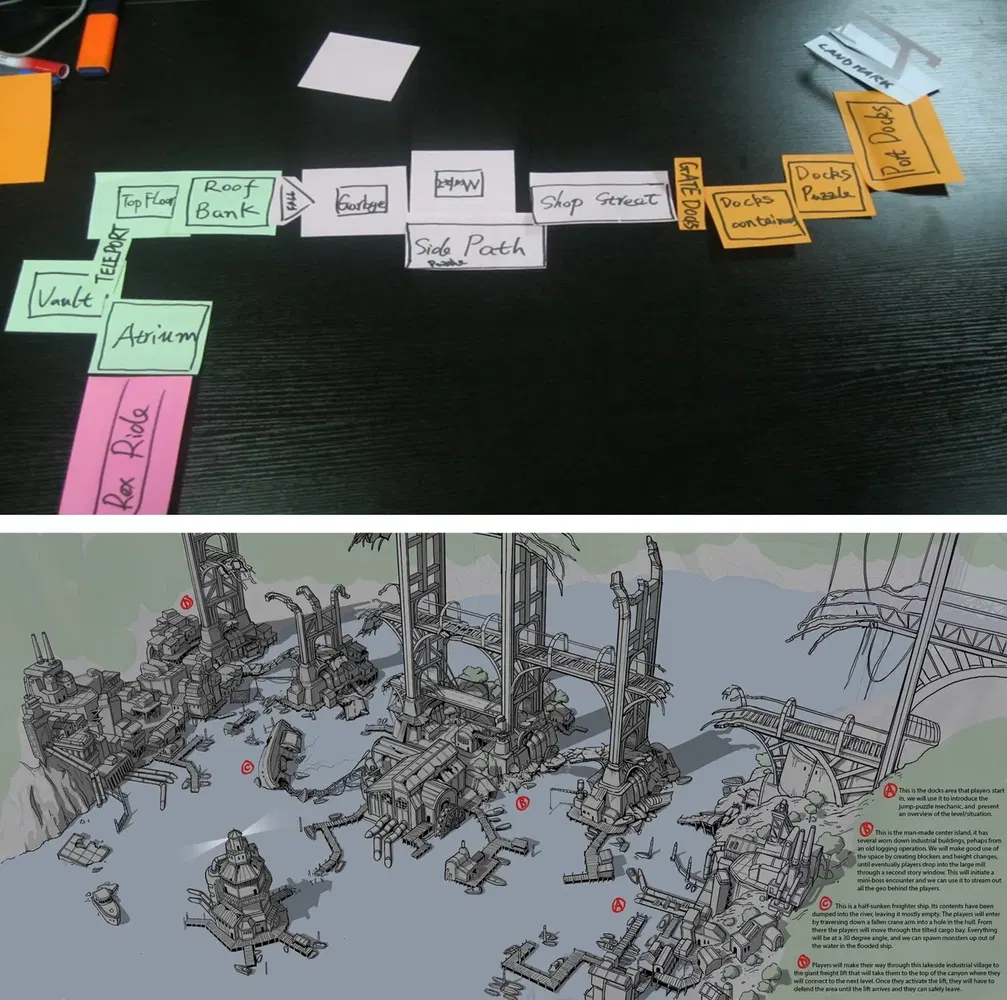 LANDMARK
Port Docks
Docks
Puzzle
GATE Docks
Docks
container
Shop Street
Side Path
Puzzle
Garbage
FALL
Roof
Bank
Top Floor
TELEPORT
Vault
Atrium
Rex Ride
D
C
B
A
A This is the docks area that players start
in, we will use it to introduce the
jump-puzzle mechanic, and present
an overview of the level/situation.
B This is the man-made center island, it has
several worn down industrial buildings, pehaps from
an old logging operation. We will make good use of
the space by creating blockers and height changes,
until eventually players drop into the large mill
through a second story window. This will initiate a
mini-boss encounter and we can use it to stream out
all the geo behind the players.
C This is a half-sunken freighter ship. Its contents have been
dumped into the river, leaving it mostly empty. The players will enter
by traversing down a fallen crane arm into a hole in the hull. From
there the players will move through the tilted cargo bay. Everything
will be at a 30 degree angle, and we can spawn monsters up out of
the water in the flooded ship.
D Players will make their way through this lakeside industrial village to
the giant freight lift that will take them to the top of the canyon where they
will connect to the next level. Once they activate the lift, they will have to
defend the area until the lift arrives and they can safely leave.